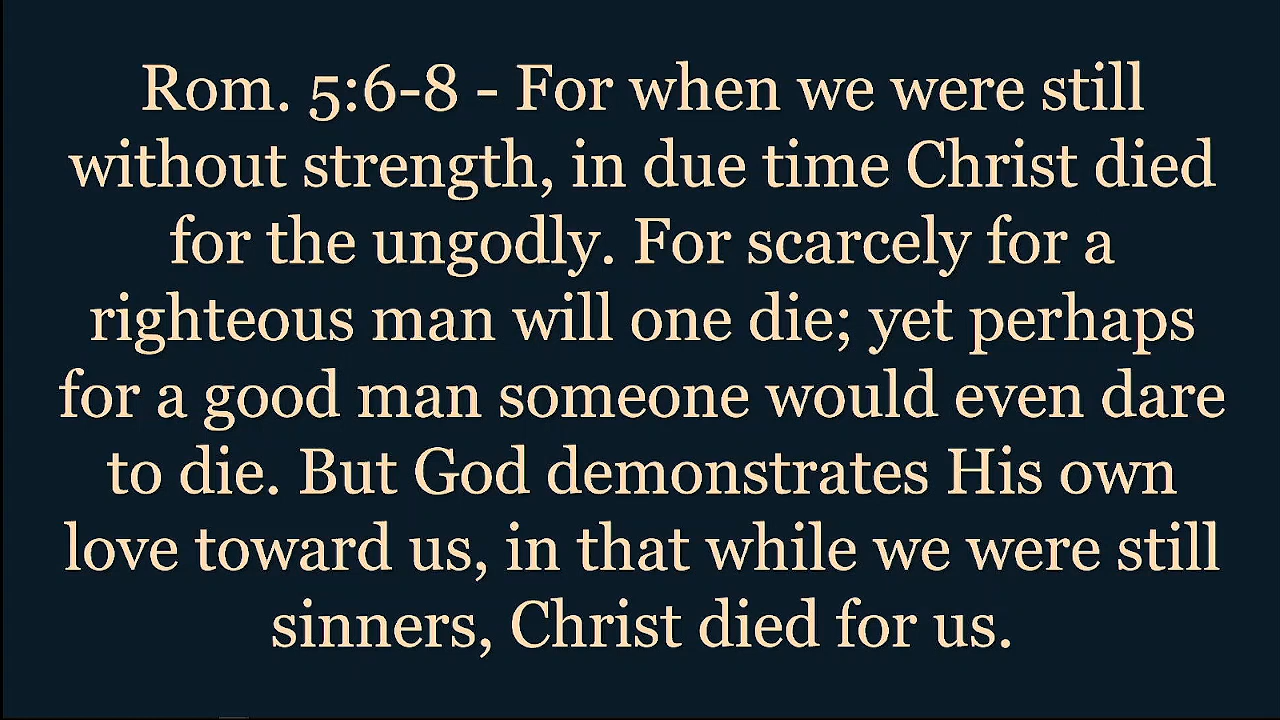 Rom. 5:6-8 - For when we were still
without strength, in due time Christ died
for the ungodly. For scarcely for a
righteous man will one die; yet perhaps
for a good man someone would even dare
to die. But God demonstrates His own
love toward us, in that while we were still
sinners, Christ died for us.